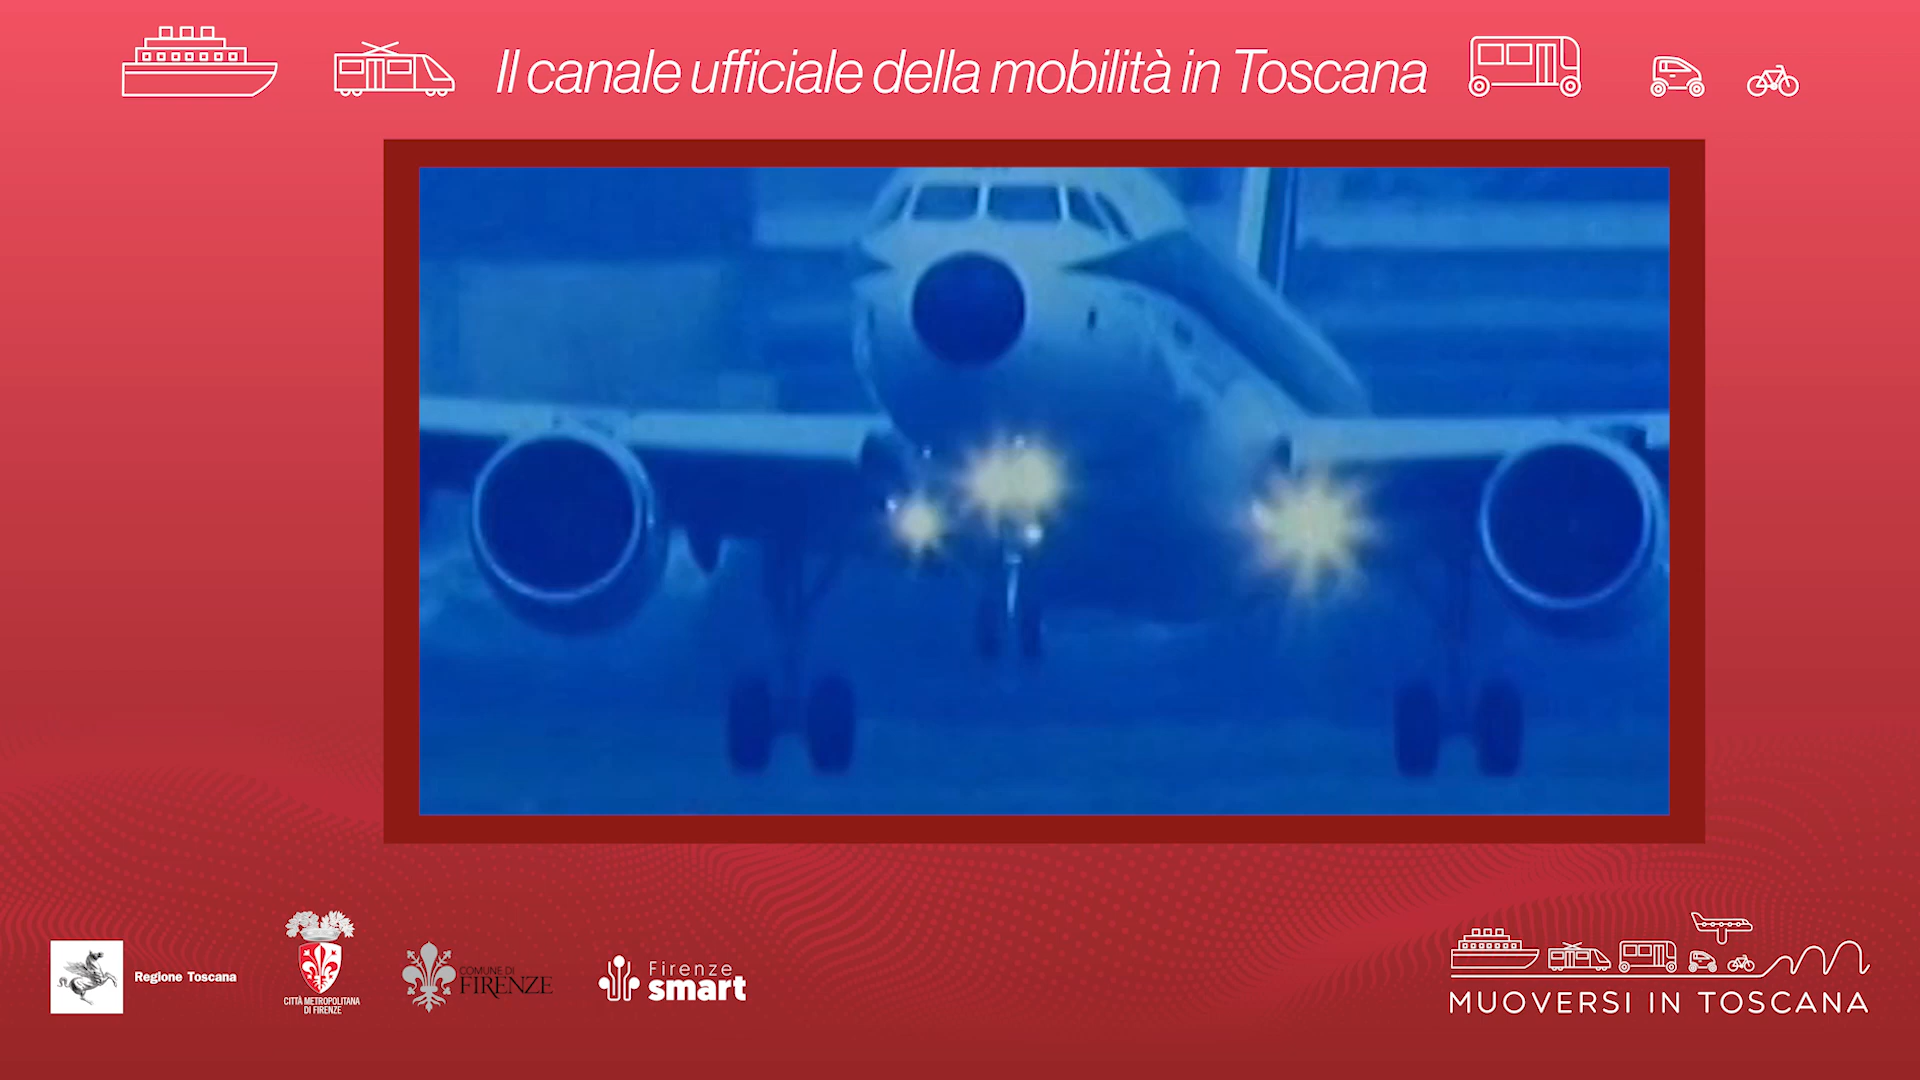 Il canale ufficiale della mobilità in Toscana
Regione Toscana
CITTÀ METROPOLITANA
DI FIRENZE
COMUNE DI
FIRENZE
Firenze
smart
MUOVERSI IN TOSCANA